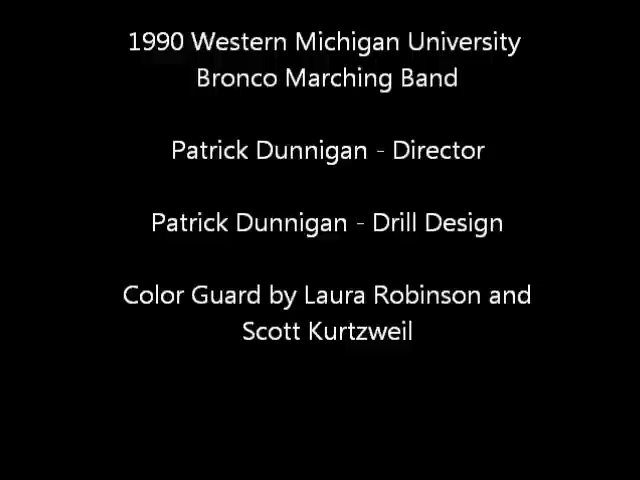 1990 Western Michigan University
Bronco Marching Band
Patrick Dunnigan - Director
Patrick Dunnigan - Drill Design
Color Guard by Laura Robinson and
Scott Kurtzweil